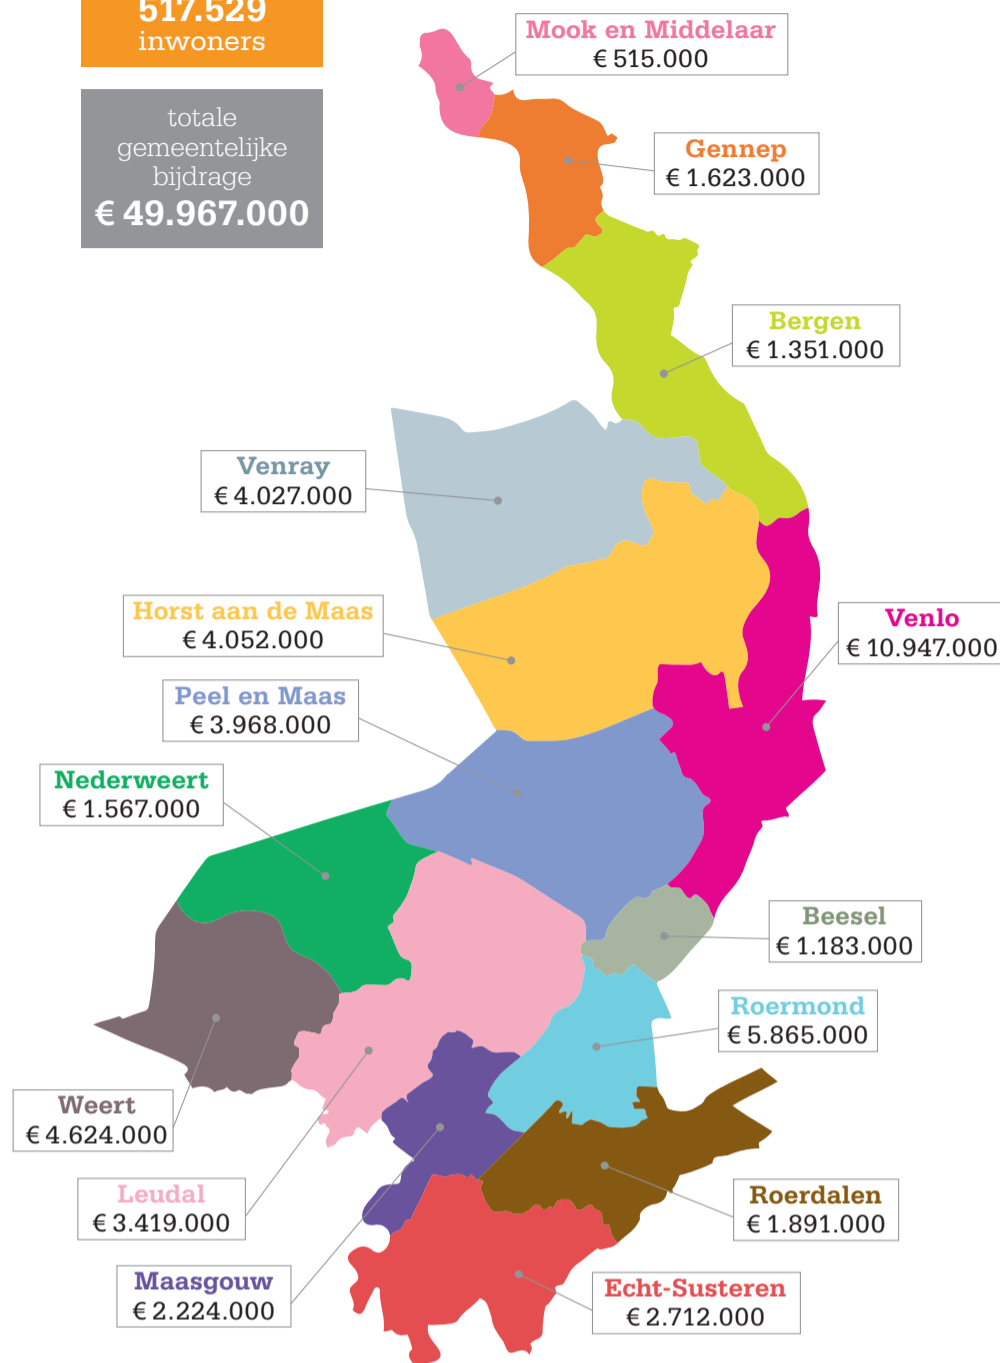 517.529
inwoners
totale
gemeentelijke
bijdrage
€ 49.967.000
Mook en Middelaar
€ 515.000
Gennep
€ 1.623.000
Bergen
€ 1.351.000
Venray
€ 4.027.000
Horst aan de Maas
€ 4.052.000
Venlo
€ 10.947.000
Peel en Maas
€ 3.968.000
Nederweert
€ 1.567.000
Beesel
€ 1.183.000
Roermond
€ 5.865.000
Weert
€ 4.624.000
Leudal
€ 3.419.000
Roerdalen
€ 1.891.000
Maasgouw
€ 2.224.000
Echt-Susteren
€ 2.712.000